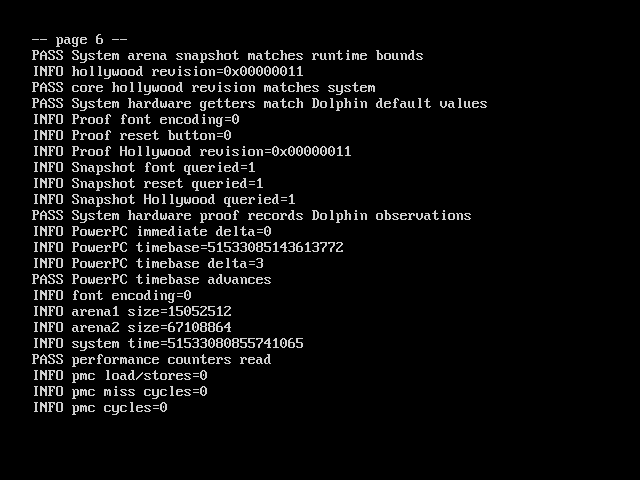 -- page 6 --
PASS System arena snapshot matches runtime bounds
INFO hollywood revision=0x00000011
PASS core hollywood revision matches system
PASS System hardware getters match Dolphin default values
INFO Proof font encoding=0
INFO Proof reset button=0
INFO Proof Hollywood revision=0x00000011
INFO Snapshot font queried=1
INFO Snapshot reset queried=1
INFO Snapshot Hollywood queried=1
PASS System hardware proof records Dolphin observations
INFO PowerPC immediate delta=0
INFO PowerPC timebase=51533085143613772
INFO PowerPC timebase delta=3
PASS PowerPC timebase advances
INFO font encoding=0
INFO arena1 size=15052512
INFO arena2 size=67108864
INFO system time=51533080855741065
PASS performance counters read
INFO pmc load/stores=0
INFO pmc miss cycles=0
INFO pmc cycles=0